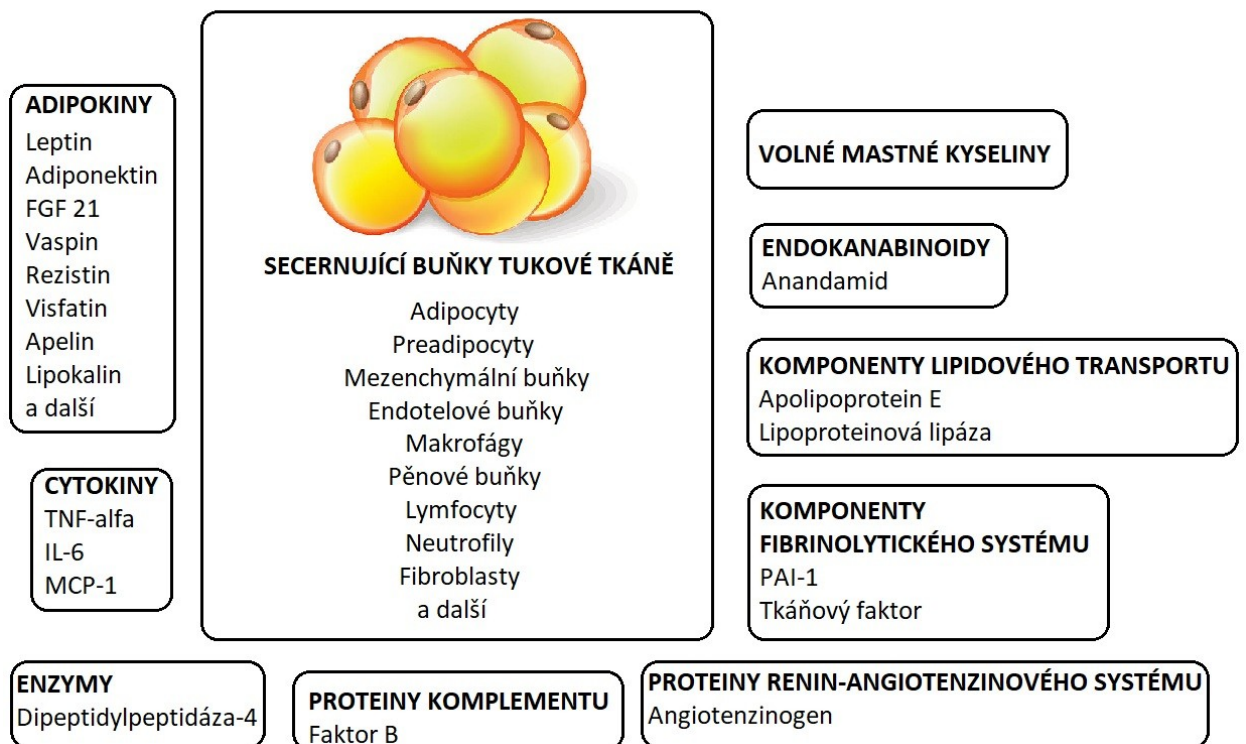 ADIPOKINY
Leptin
Adiponektin
FGF 21
Vaspin
Rezistin
Visfatin
Apelin
Lipokalin
a další
CYTOKINY
TNF-alfa
IL-6
MCP-1
SECERNUJÍCÍ BUŇKY TUKOVÉ TKÁNĚ
Adipocyty
Preadipocyty
Mezenchymální buňky
Endotelové buňky
Makrofágy
Pěnové buňky
Lymfocyty
Neutrofily
Fibroblasty
a další
VOLNÉ MASTNÉ KYSELINY
ENDOKANABINOIDY
Anandamid
KOMPONENTY LIPIDOVÉHO TRANSPORTU
Apolipoprotein E
Lipoproteinová lipáza
KOMPONENTY
FIBRINOLYTICKÉHO SYSTÉMU
PAI-1
Tkáňový faktor
ENZYMY
Dipeptidylpeptidáza-4
PROTEINY KOMPLEMENTU
Faktor B
PROTEINY RENIN-ANGIOTENZINOVÉHO SYSTÉMU
Angiotenzinogen